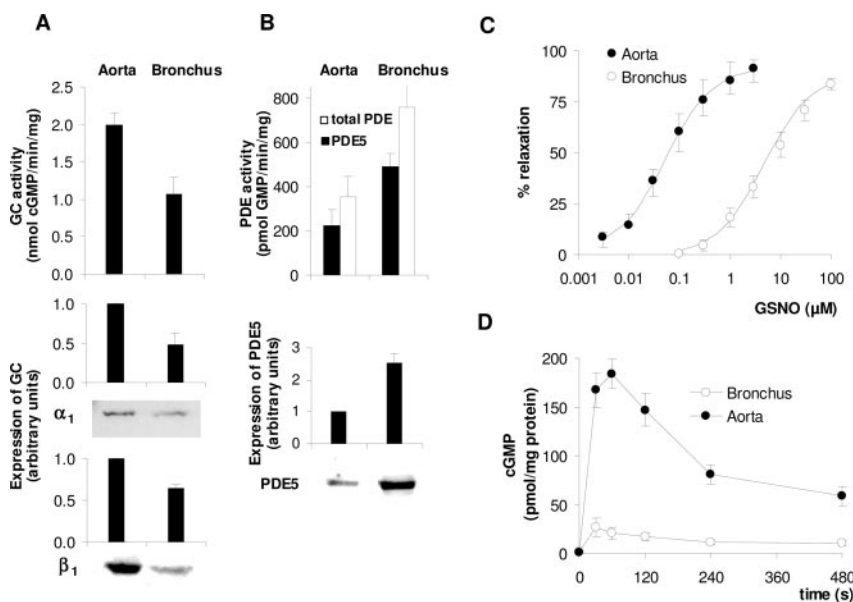 A
Aorta Bronchus
GC activity
(nmol cGMP/min/mg)
2.5
2.0
1.5
1.0
0.5
0.0
Expression of GC
(arbitrary units)
1.0
0.5
0.0
α1
1.0
0.5
0.0
β1
B
Aorta Bronchus
PDE activity
(pmol GMP/min/mg)
800
600
400
200
0
total PDE
PDE5
Expression of PDE5
(arbitrary units)
3
2
1
0
PDE5
C
% relaxation
100
75
50
25
0
Aorta
Bronchus
0.001 0.01 0.1 1 10 100
GSNO (µM)
D
cGMP
(pmol/mg protein)
200
150
100
50
0
Bronchus
Aorta
0 120 240 360 480
time (s)